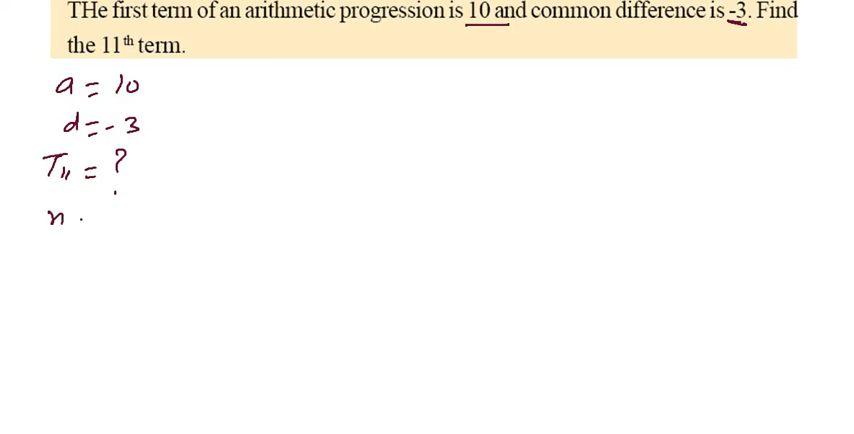 THe first term of an arithmetic progression is 10 and common difference is -3. Find
the 11th term.
a = 10
d = - 3
T11 = ?
n